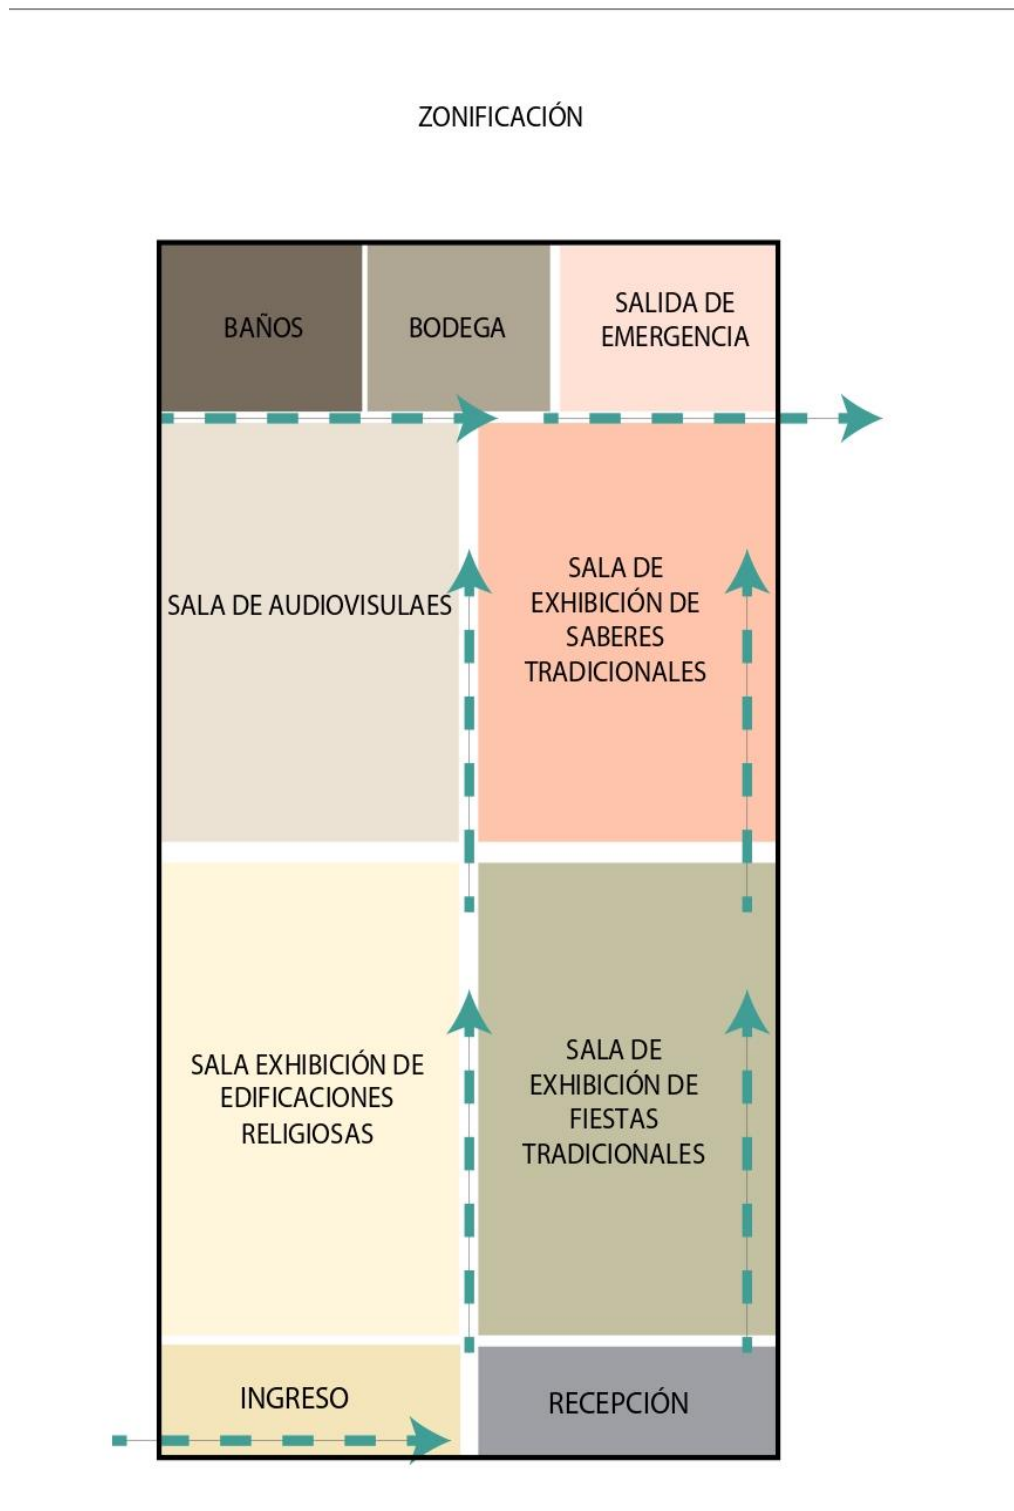 ZONIFICACIÓN
BAÑOS
BODEGA
SALIDA DE
EMERGENCIA
SALA DE AUDIOVISULAES
SALA DE
EXHIBICIÓN DE
SABERES
TRADICIONALES
SALA EXHIBICIÓN DE
EDIFICACIONES
RELIGIOSAS
SALA DE
EXHIBICIÓN DE
FIESTAS
TRADICIONALES
INGRESO
RECEPCIÓN